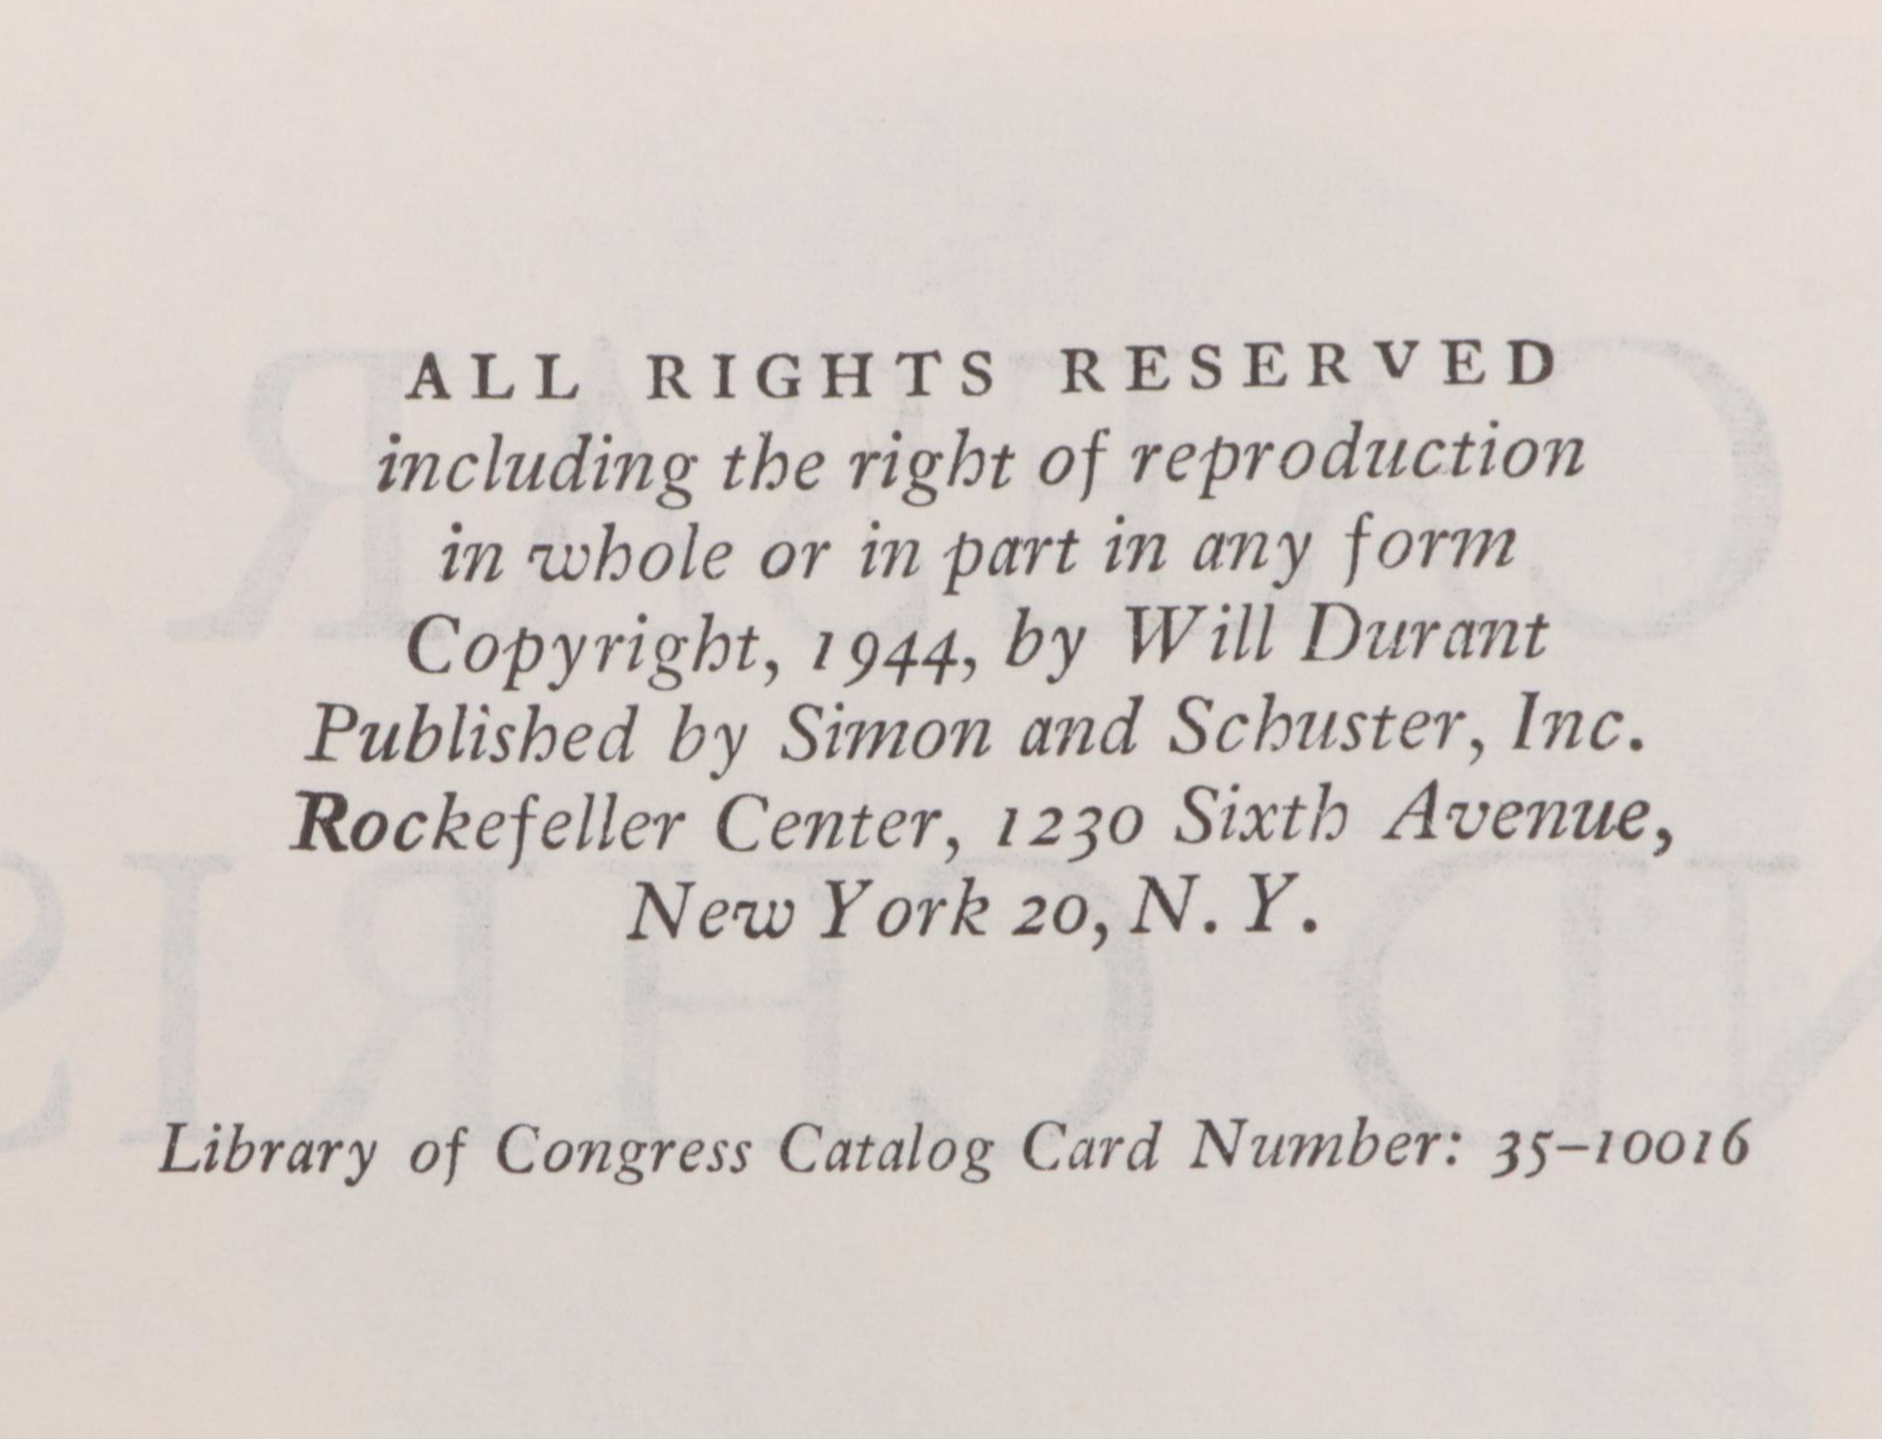 ALL RIGHTS RESERVED
including the right of reproduction
in whole or in part in any form
Copyright, 1944, by Will Durant
Published by Simon and Schuster, Inc.
Rockefeller Center, 1230 Sixth Avenue,
New York 20, N. Y.
Library of Congress Catalog Card Number: 35-10016